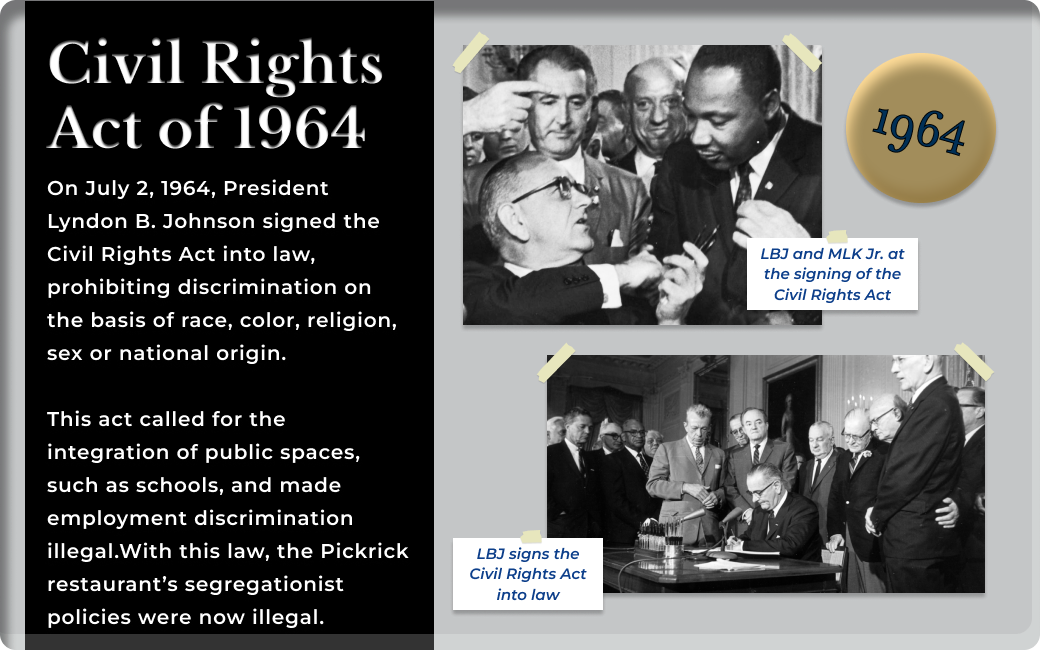 Civil Rights
Act of 1964
On July 2, 1964, President
Lyndon B. Johnson signed the
Civil Rights Act into law,
prohibiting discrimination on
the basis of race, color, religion,
sex or national origin.
This act called for the
integration of public spaces,
such as schools, and made
employment discrimination
illegal.With this law, the Pickrick
restaurant’s segregationist
policies were now illegal.
1964
LBJ and MLK Jr. at
the signing of the
Civil Rights Act
LBJ signs the
Civil Rights Act
into law